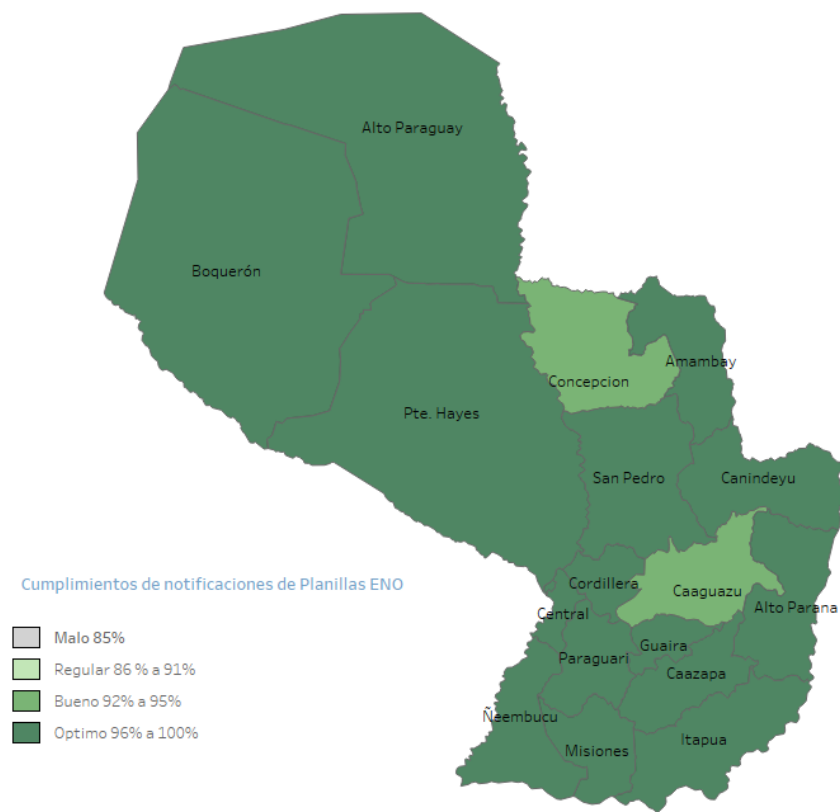 Alto Paraguay
Boquerón
Amambay
Concepcion
Pte. Hayes
San Pedro
Canindeyu
Cordillera
Caaguazu
Alto Parana
Central
Guaira
Paraguari
Caazapa
Ñeembucu
Itapua
Misiones
Cumplimientos de notificaciones de Planillas ENO
Malo 85%
Regular 86 % a 91%
Bueno 92% a 95%
Optimo 96% a 100%